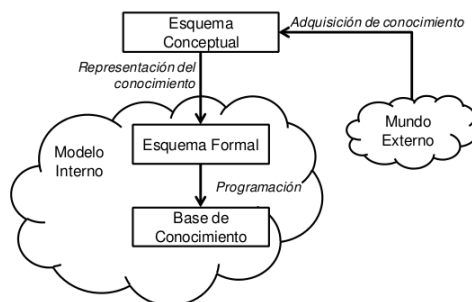 Esquema
Conceptual
Adquisición de conocimiento
Representación del
conocimiento
Mundo
Externo
Modelo
Interno
Esquema Formal
Programación
Base de
Conocimiento